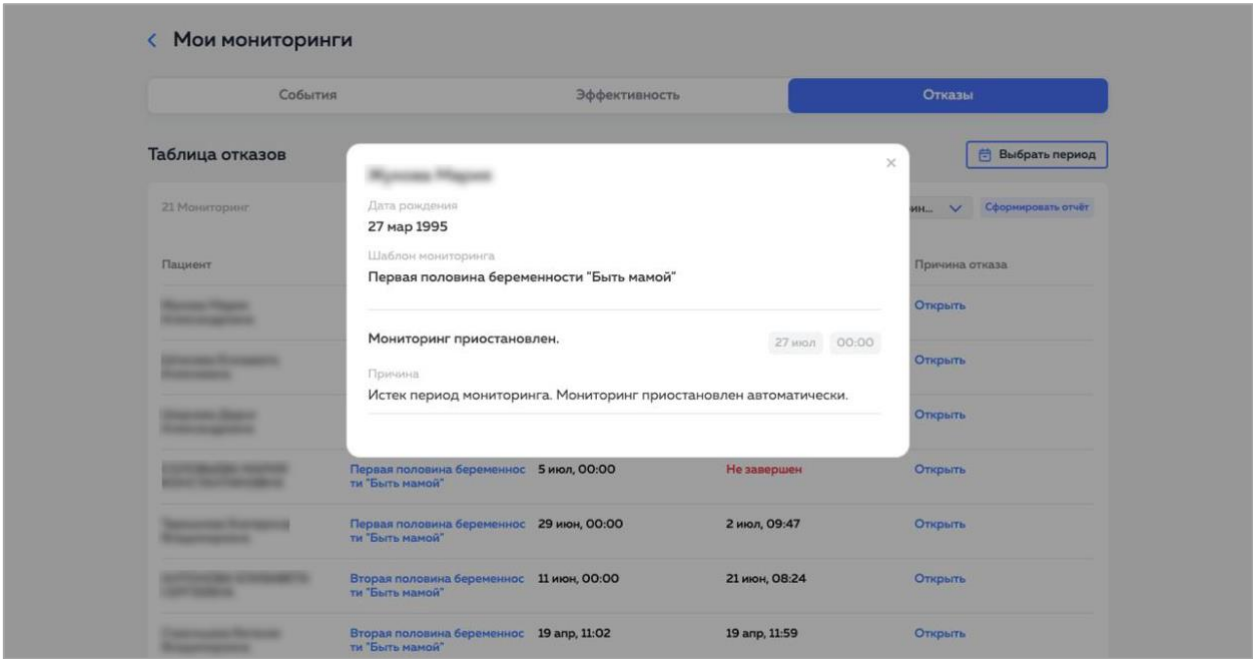 Мои мониторинги
События
Эффективность
Отказы
Таблица отказов
Выбрать период
21 Мониторинг
ин...
Сформировать отчёт
Пациент
Причина отказа
Дата рождения
27 мар 1995
Шаблон мониторинга
Первая половина беременности "Быть мамой"
Мониторинг приостановлен.
27 июл
00:00
Причина
Истек период мониторинга. Мониторинг приостановлен автоматически.
Открыть
Открыть
Открыть
Первая половина беременнос
ти "Быть мамой"
5 июл, 00:00
Не завершен
Открыть
Первая половина беременнос
ти "Быть мамой"
29 июн, 00:00
2 июл, 09:47
Открыть
Вторая половина беременнос
ти "Быть мамой"
11 июн, 00:00
21 июн, 08:24
Открыть
Вторая половина беременнос
ти "Быть мамой"
19 апр, 11:02
19 апр, 11:59
Открыть